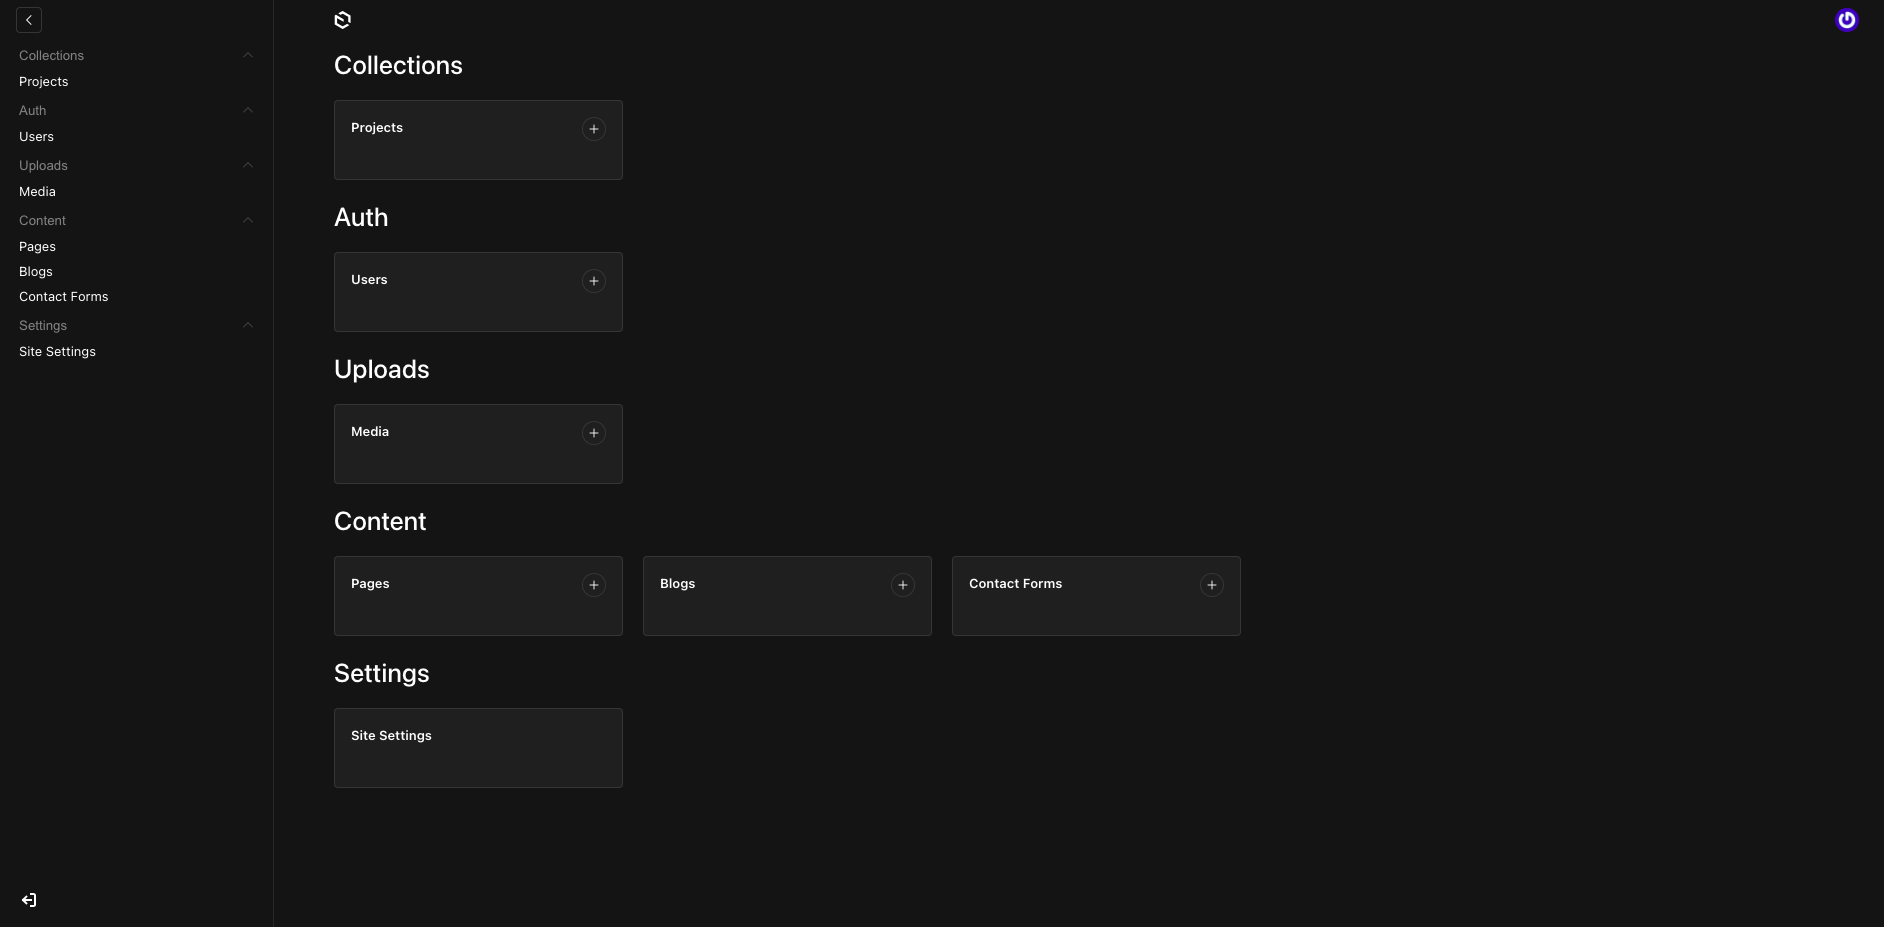 Collections
Projects
Auth
Users
Uploads
Media
Content
Pages
Blogs
Contact Forms
Settings
Site Settings
Collections
Projects
Auth
Users
Uploads
Media
Content
Pages
Blogs
Contact Forms
Settings
Site Settings